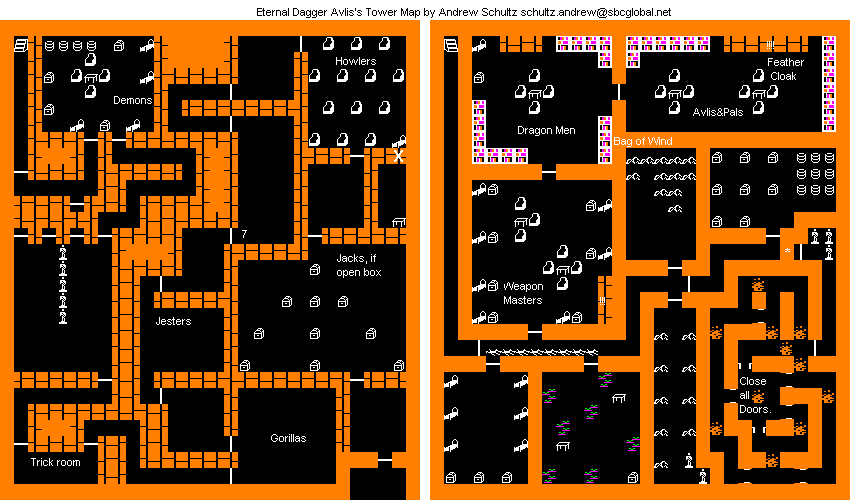 Eternal Dagger Avlis's Tower Map by Andrew Schultz schultz.andrew@sbcglobal.net
Howlers
Demons
X
7
Jacks, if
open box
Jesters
Gorillas
Trick room
!!!
Feather
Cloak
Avlis&Pals
Dragon Men
Bag of Wind
Weapon
Masters
!!!
Close
all
Doors.